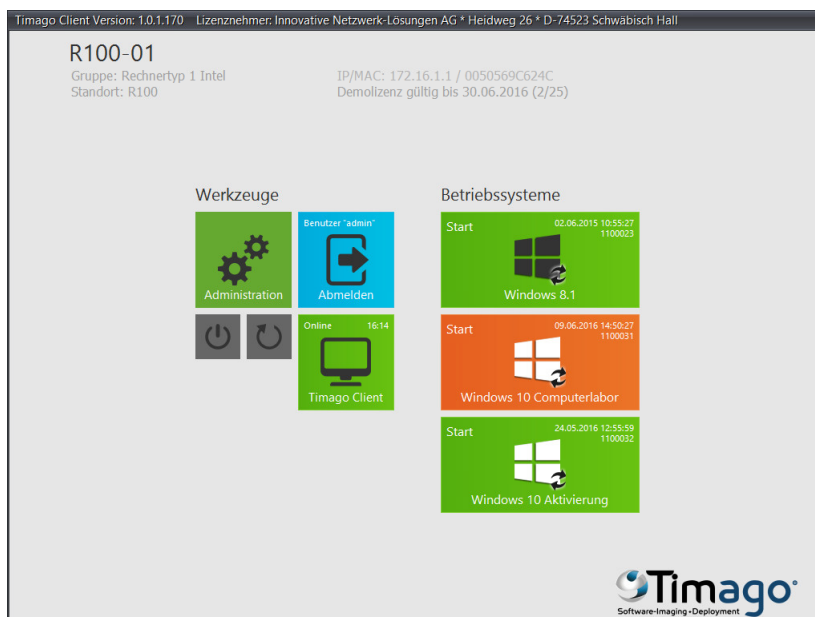 Timago Client Version: 1.0.1.170 Lizenznehmer: Innovative Netzwerk-Lösungen AG * Heidweg 26 * D-74523 Schwäbisch Hall
R100-01
Gruppe: Rechnertyp 1 Intel
Standort: R100
IP/MAC: 172.16.1.1 / 0050569C624C
Demolizenz gültig bis 30.06.2016 (2/25)
Werkzeuge
Administration
Benutzer "admin"
Abmelden
Online 16:14
Timago Client
Betriebssysteme
Start 02.06.2015 10:55:27
1100023
Windows 8.1
Start 09.06.2016 14:50:27
1100031
Windows 10 Computerlabor
Start 24.05.2016 12:55:59
1100032
Windows 10 Aktivierung
Timago
Software-Imaging+Deployment